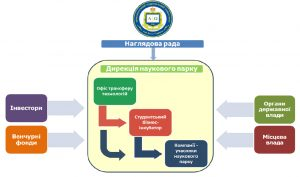 Наглядова рада
Дирекція наукового парку
Офіс трансферу
технологій
Інвестори
Органи
державної
влади
Студентський
бізнес-
інкубатор
Венчурні
фонди
Місцева
влада
Компанії -
учасники
наукового
парку